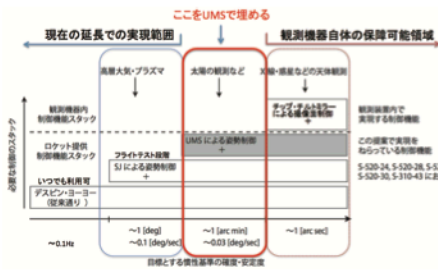 ここをUMSで埋める
現在の延長での実現範囲
観測機器自体の保障可能領域
高層大気・プラズマ
太陽の観測など
X線・惑星などの天体観測
観測機器内
制御機能スタック
チップ・チルトミラー
による撮像面制御
+
観測装置内で
実現する制御機能
ロケット提供
制御機能スタック
UMSによる姿勢制御
+
この提案で実現を
ねらっている制御機能
フライトテスト段階
SJによる姿勢制御
+
S-520-24, S-520-28,
S-520-30, S-310-43にお
いつでも利用可
デスピン・ヨーヨー
(従来通り)
必要な制御のスタック
~0.1Hz
~1 [deg]
~0.1 [deg/sec]
~1 [arc min]
~0.03 [deg/sec]
~1 [arc sec]
目標とする慣性基準の確度・安定度